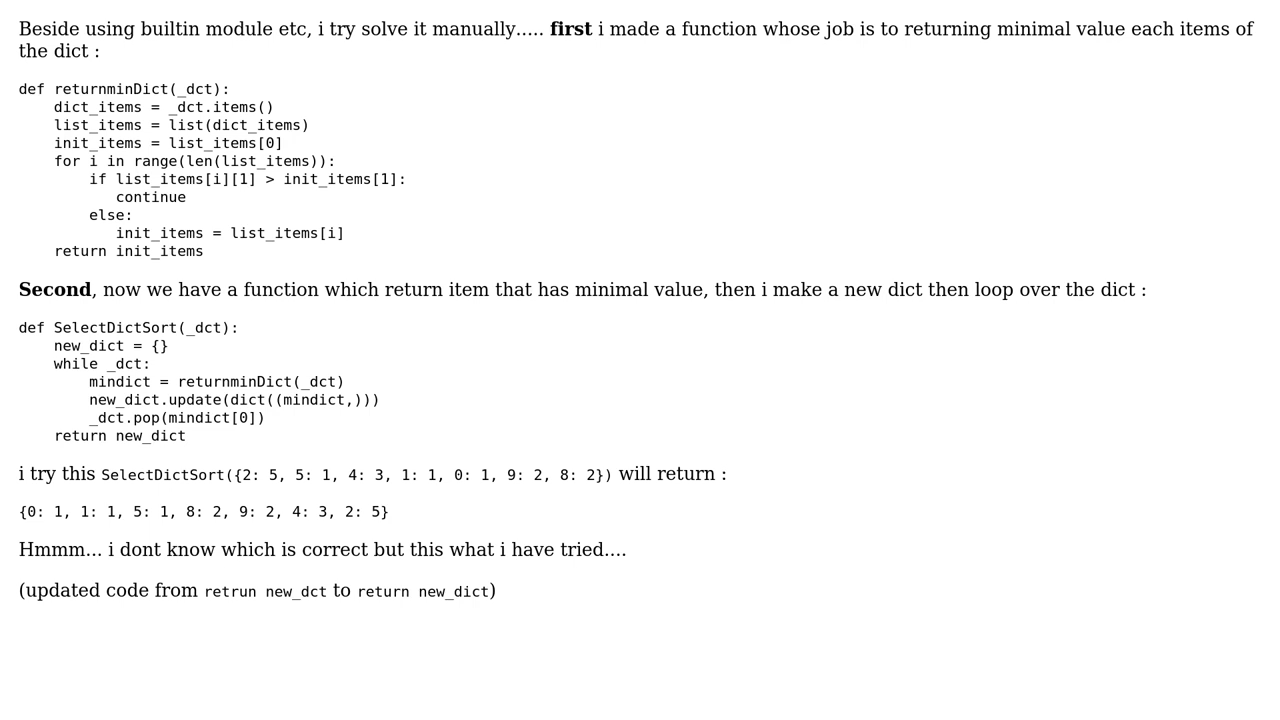 Beside using builtin module etc, i try solve it manually..... first i made a function whose job is to returning minimal value each items of
the dict :
def returnminDict(_dct):
    dict_items = _dct.items()
    list_items = list(dict_items)
    init_items = list_items[0]
    for i in range(len(list_items)):
        if list_items[i][1] > init_items[1]:
           continue
        else:
           init_items = list_items[i]
    return init_items
Second, now we have a function which return item that has minimal value, then i make a new dict then loop over the dict :
def SelectDictSort(_dct):
    new_dict = {}
    while _dct:
        mindict = returnminDict(_dct)
        new_dict.update(dict((mindict,)))
        _dct.pop(mindict[0])
    return new_dict
i try this SelectDictSort({2: 5, 5: 1, 4: 3, 1: 1, 0: 1, 9: 2, 8: 2}) will return :
{0: 1, 1: 1, 5: 1, 8: 2, 9: 2, 4: 3, 2: 5}
Hmmm... i dont know which is correct but this what i have tried....
(updated code from retrun new_dct to return new_dict)